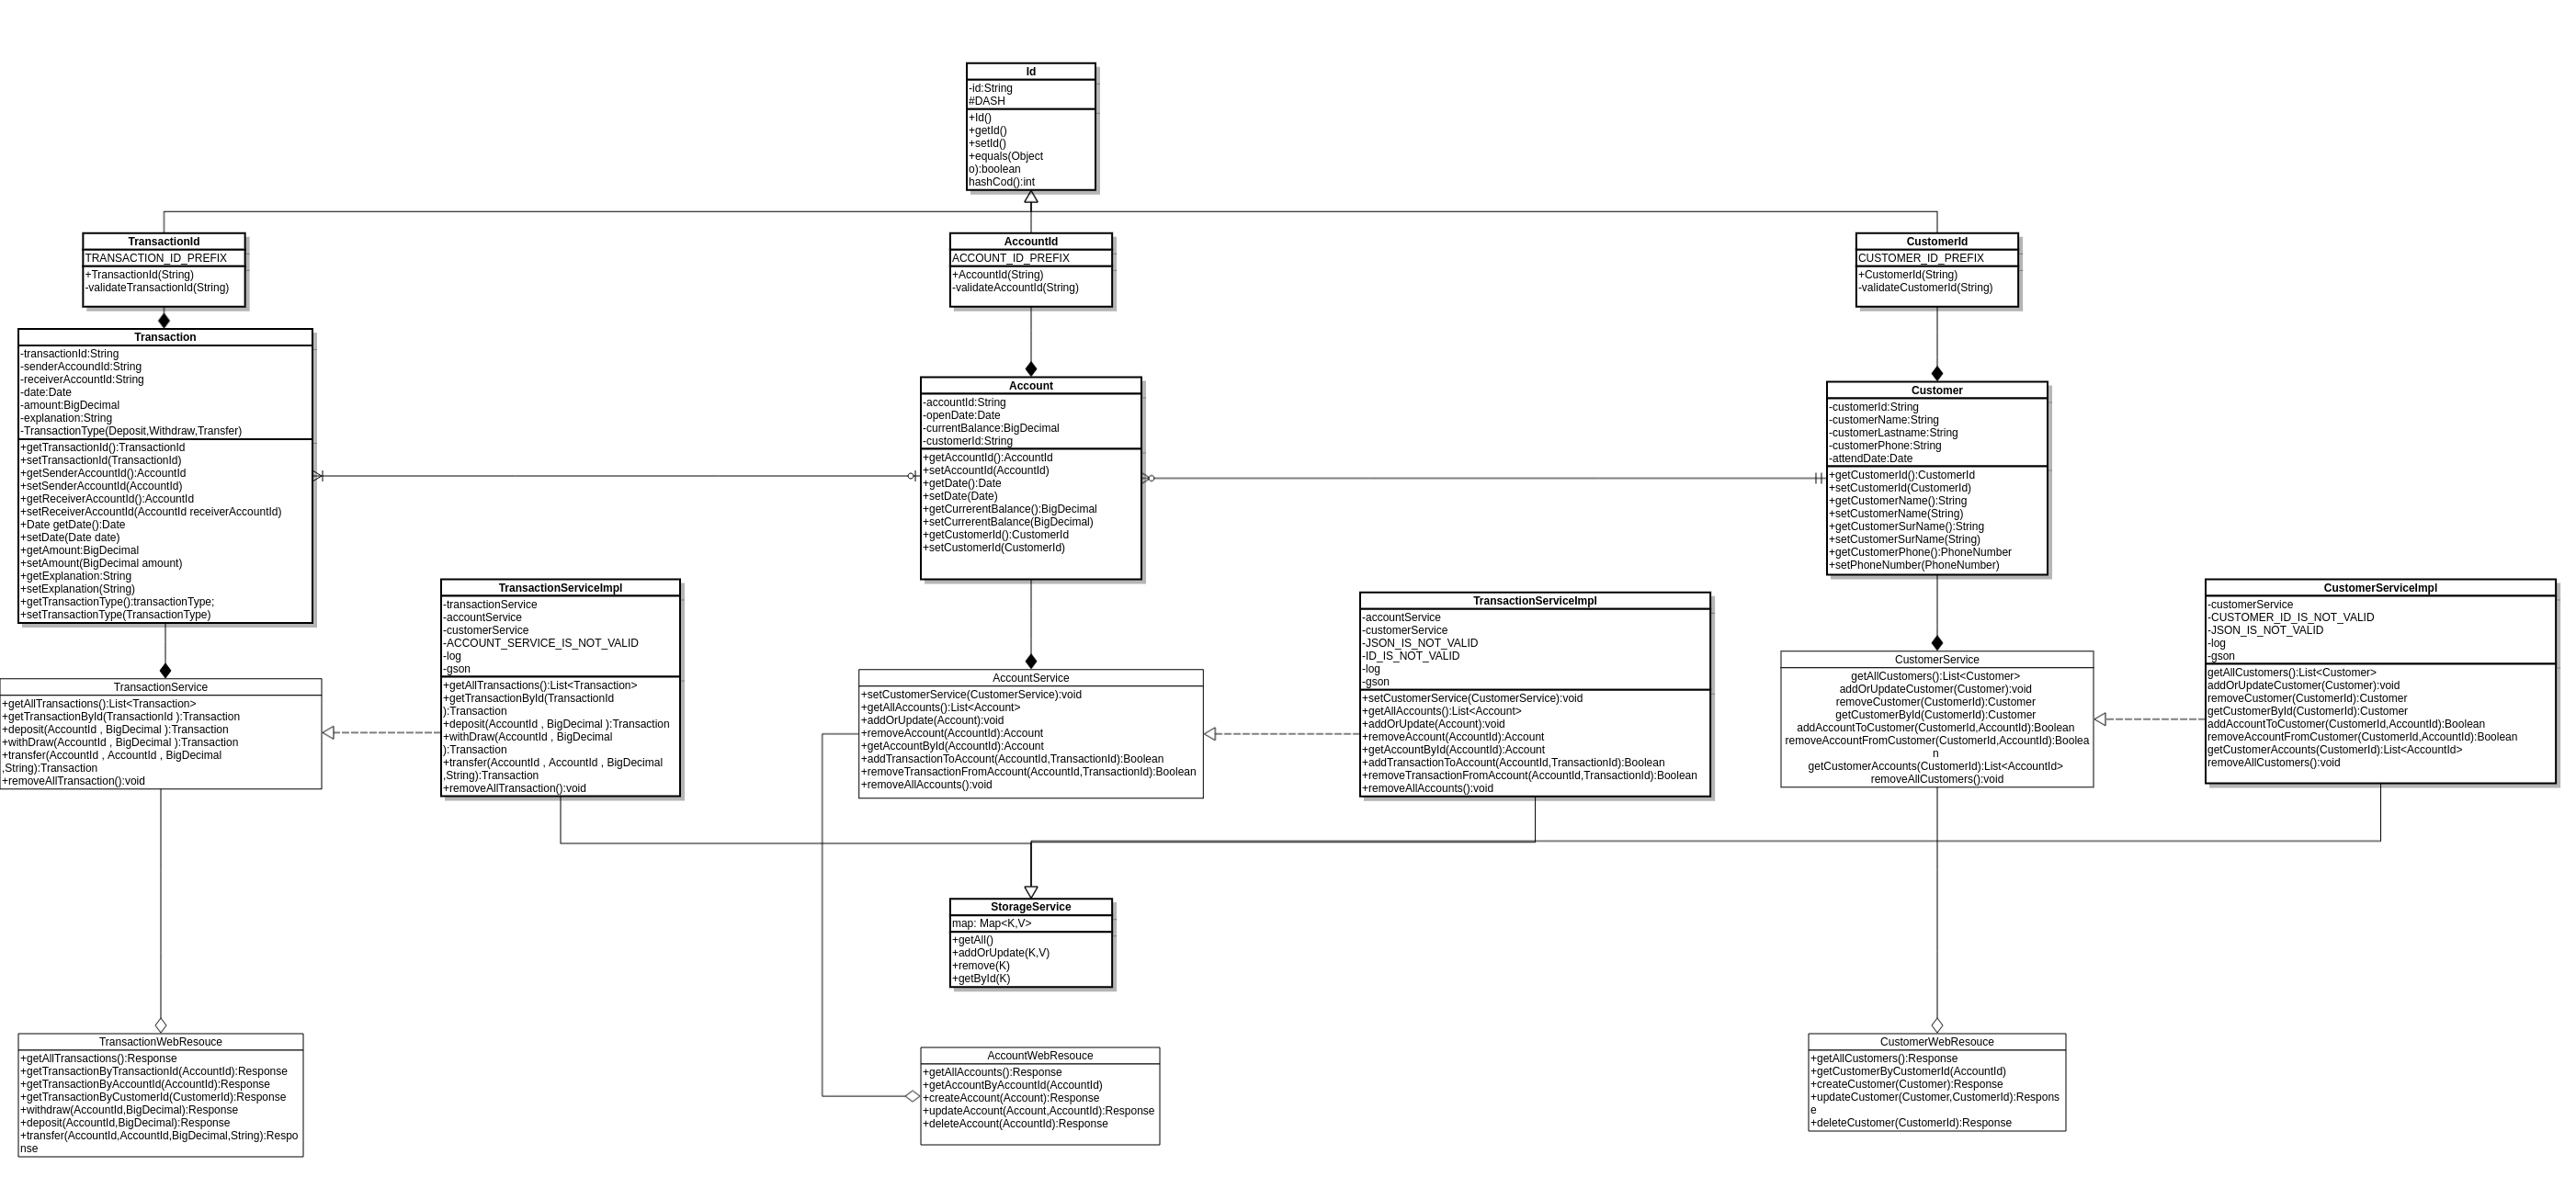 Id
-id:String
#DASH
+Id()
+getId()
+setId()
+equals(Object
o):boolean
hashCod():int
TransactionId
TRANSACTION_ID_PREFIX
+TransactionId(String)
-validateTransactionId(String)
AccountId
ACCOUNT_ID_PREFIX
+AccountId(String)
-validateAccountId(String)
CustomerId
CUSTOMER_ID_PREFIX
+CustomerId(String)
-validateCustomerId(String)
Transaction
-transactionId:String
-senderAccoundId:String
-receiverAccountId:String
-date:Date
-amount:BigDecimal
-explanation:String
-TransactionType(Deposit,Withdraw,Transfer)
+getTransactionId():TransactionId
+setTransactionId(TransactionId)
+getSenderAccountId():AccountId
+setSenderAccountId(AccountId)
+getReceiverAccountId():AccountId
+setReceiverAccountId(AccountId receiverAccountId)
+Date getDate():Date
+setDate(Date date)
+getAmount:BigDecimal
+setAmount(BigDecimal amount)
+getExplanation:String
+setExplanation(String)
+getTransactionType():transactionType;
+setTransactionType(TransactionType)
Account
-accountId:String
-openDate:Date
-currentBalance:BigDecimal
-customerId:String
+getAccountId():AccountId
+setAccountId(AccountId)
+getDate():Date
+setDate(Date)
+getCurrerentBalance():BigDecimal
+setCurrerentBalance(BigDecimal)
+getCustomerId():CustomerId
+setCustomerId(CustomerId)
Customer
-customerId:String
-customerName:String
-customerLastname:String
-customerPhone:String
-attendDate:Date
+getCustomerId():CustomerId
+setCustomerId(CustomerId)
+getCustomerName():String
+setCustomerName(String)
+getCustomerSurName():String
+setCustomerSurName(String)
+getCustomerPhone():PhoneNumber
+setPhoneNumber(PhoneNumber)
TransactionService
+getAllTransactions():List<Transaction>
+getTransactionById(TransactionId ):Transaction
+deposit(AccountId , BigDecimal ):Transaction
+withDraw(AccountId , BigDecimal ):Transaction
+transfer(AccountId , AccountId , BigDecimal
,String):Transaction
+removeAllTransaction():void
TransactionServiceImpl
-transactionService
-accountService
-customerService
-ACCOUNT_SERVICE_IS_NOT_VALID
-log
-gson
+getAllTransactions():List<Transaction>
+getTransactionById(TransactionId
):Transaction
+deposit(AccountId , BigDecimal ):Transaction
+withDraw(AccountId , BigDecimal
):Transaction
+transfer(AccountId , AccountId , BigDecimal
,String):Transaction
+removeAllTransaction():void
AccountService
+setCustomerService(CustomerService):void
+getAllAccounts():List<Account>
+addOrUpdate(Account):void
+removeAccount(AccountId):Account
+getAccountById(AccountId):Account
+addTransactionToAccount(AccountId,TransactionId):Boolean
+removeTransactionFromAccount(AccountId,TransactionId):Boolean
+removeAllAccounts():void
TransactionServiceImpl
-accountService
-customerService
-JSON_IS_NOT_VALID
-ID_IS_NOT_VALID
-log
-gson
+setCustomerService(CustomerService):void
+getAllAccounts():List<Account>
+addOrUpdate(Account):void
+removeAccount(AccountId):Account
+getAccountById(AccountId):Account
+addTransactionToAccount(AccountId,TransactionId):Boolean
+removeTransactionFromAccount(AccountId,TransactionId):Boolean
+removeAllAccounts():void
CustomerService
getAllCustomers():List<Customer>
addOrUpdateCustomer(Customer):void
removeCustomer(CustomerId):Customer
getCustomerById(CustomerId):Customer
addAccountToCustomer(CustomerId,AccountId):Boolean
removeAccountFromCustomer(CustomerId,AccountId):Boolea
n
getCustomerAccounts(CustomerId):List<AccountId>
removeAllCustomers():void
CustomerServiceImpl
-customerService
-CUSTOMER_ID_IS_NOT_VALID
-JSON_IS_NOT_VALID
-log
-gson
getAllCustomers():List<Customer>
addOrUpdateCustomer(Customer):void
removeCustomer(CustomerId):Customer
getCustomerById(CustomerId):Customer
addAccountToCustomer(CustomerId,AccountId):Boolean
removeAccountFromCustomer(CustomerId,AccountId):Boolean
getCustomerAccounts(CustomerId):List<AccountId>
removeAllCustomers():void
StorageService
map: Map<K,V>
+getAll()
+addOrUpdate(K,V)
+remove(K)
+getById(K)
TransactionWebResouce
+getAllTransactions():Response
+getTransactionByTransactionId(AccountId):Response
+getTransactionByAccountId(AccountId):Response
+getTransactionByCustomerId(CustomerId):Response
+withdraw(AccountId,BigDecimal):Response
+deposit(AccountId,BigDecimal):Response
+transfer(AccountId,AccountId,BigDecimal,String):Respo
nse
AccountWebResouce
+getAllAccounts():Response
+getAccountByAccountId(AccountId)
+createAccount(Account):Response
+updateAccount(Account,AccountId):Response
+deleteAccount(AccountId):Response
CustomerWebResouce
+getAllCustomers():Response
+getCustomerByCustomerId(AccountId)
+createCustomer(Customer):Response
+updateCustomer(Customer,CustomerId):Respons
e
+deleteCustomer(CustomerId):Response